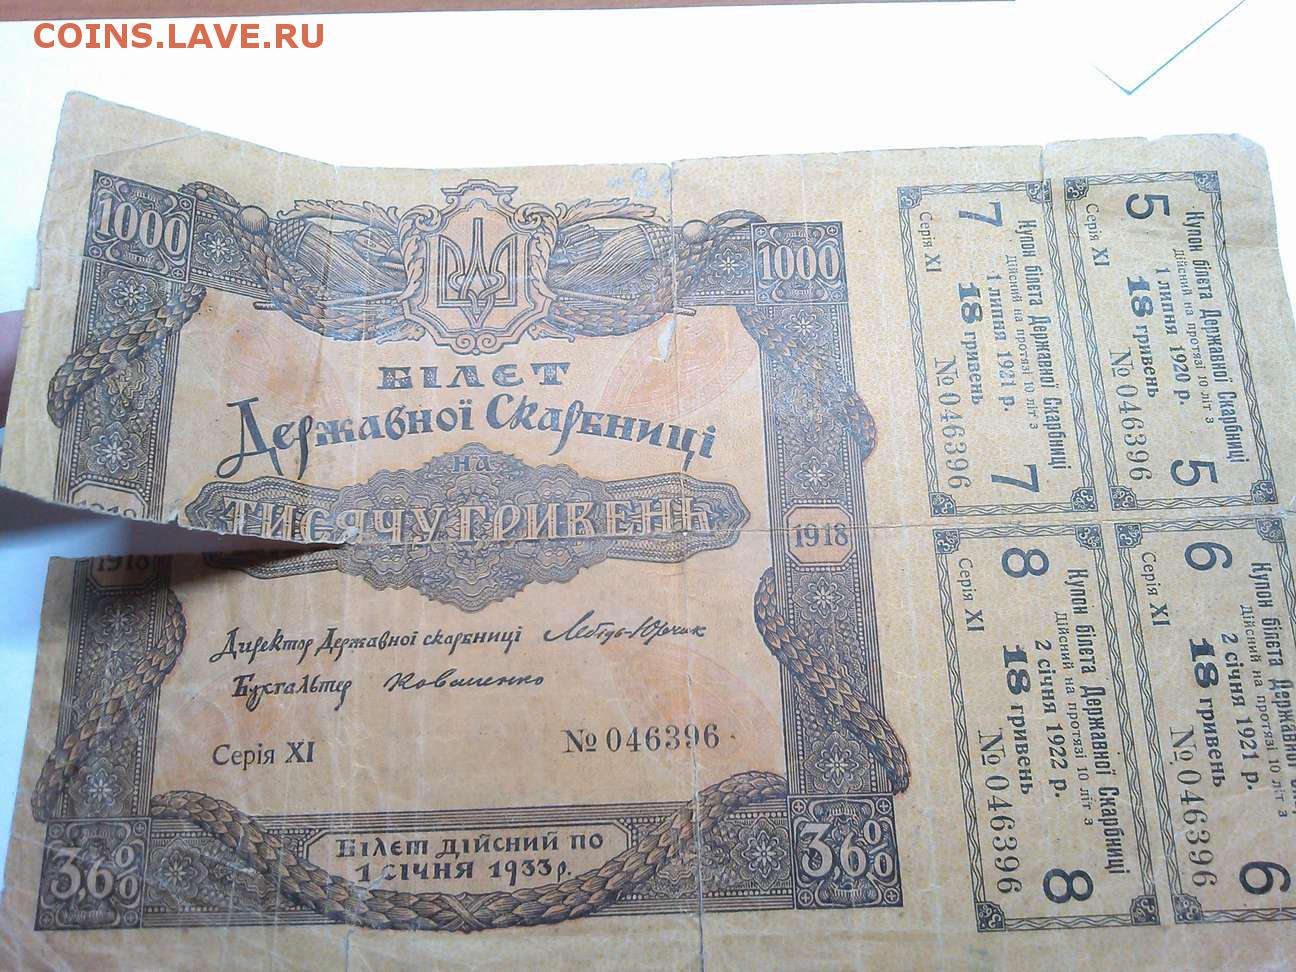 COINS.LAVE.RU
1000
1000
БІЛЕТ
Державної Скарбниці
НА
ТИСЯЧУ ГРИВЕНЬ
1918
1918
Директор Державної скарбниці Лебідь-Юрчик
Бухгальтер
Серія XI
№ 046396
3,6%
БІЛЕТ ДІЙСНИЙ ПО
1 СІЧНЯ 1933 р.
3,6%
7 7
Купон білета Державної Скарбниці
Дійсний на протязі 10 літ з
1 липня 1921 р.
18 гривень
№ 046396
Серія XI
5 5
Купон білета Державної Скарбниці
Дійсний на протязі 10 літ з
1 липня 1920 р.
18 гривень
№ 046396
Серія XI
8 8
Купон білета Державної Скарбниці
Дійсний на протязі 10 літ з
2 січня 1922 р.
18 гривень
№ 046396
Серія XI
6 6
Купон білета Державної
Дійсний на протязі 10 літ з
2 січня 1921 р.
18 гривень
№ 046396
Серія XI